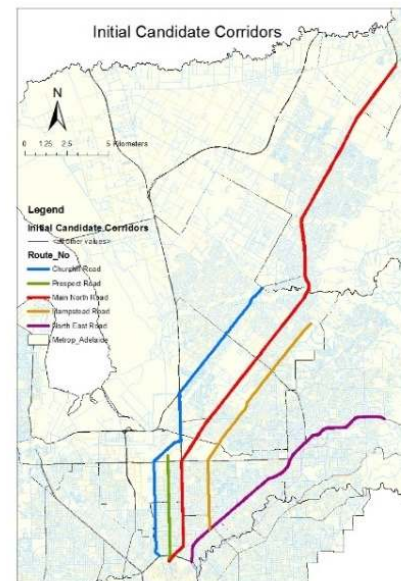 Initial Candidate Corridors
N
0 1.25 2.5 5 Kilometers
Legend
Initial Candidate Corridors
<all other values>
Route_No
Churchill Road
Prospect Road
Main North Road
Hampstead Road
North East Road
Metrop_Adelaide